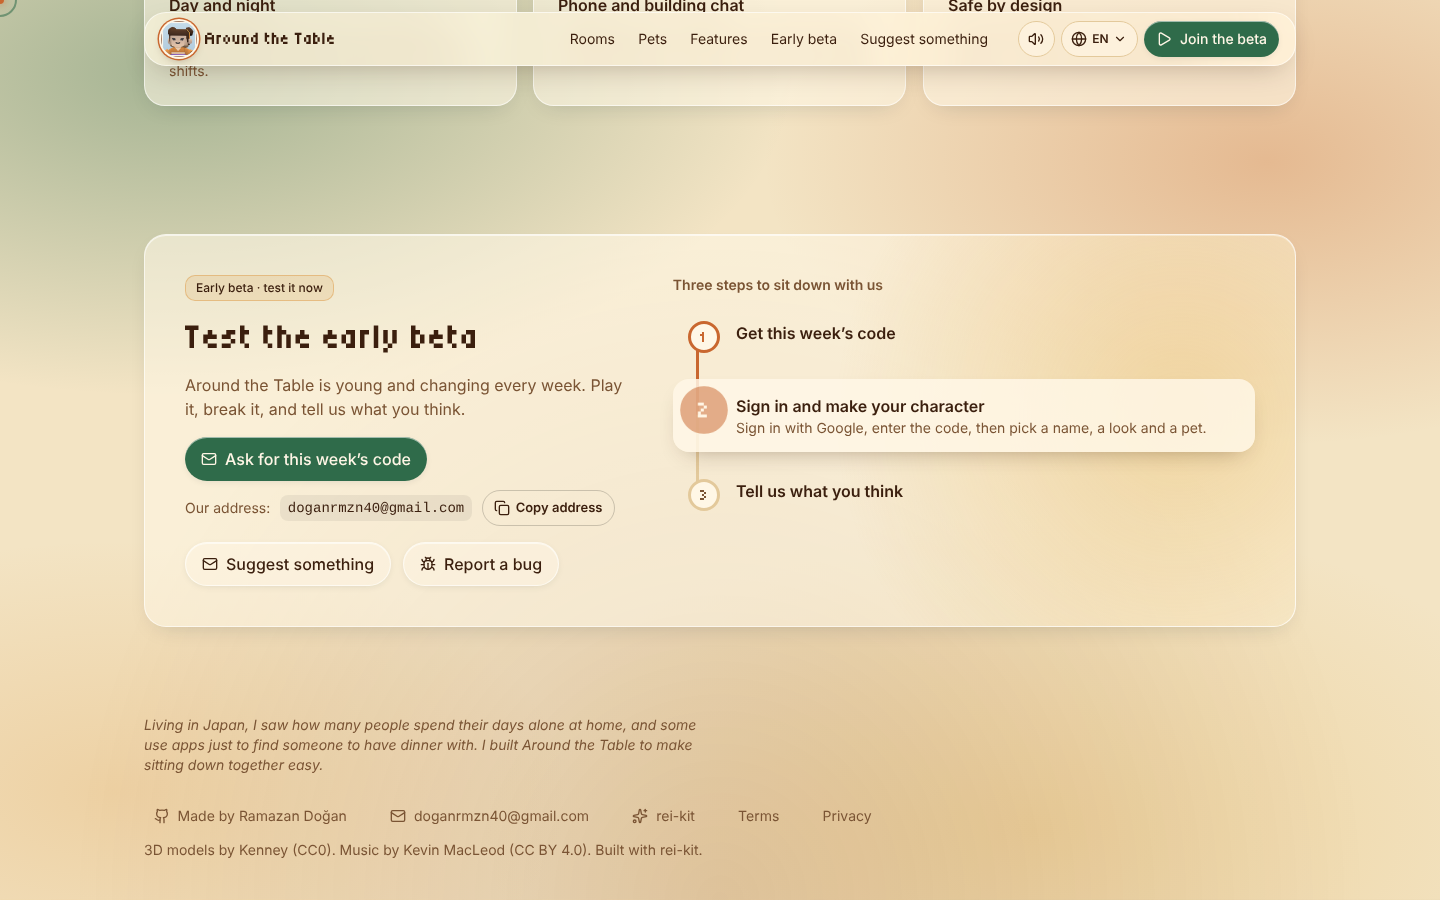 Day and night
Phone and building chat
Safe by design
Around the Table
Rooms
Pets
Features
Early beta
Suggest something
EN
Join the beta
shifts.
Early beta · test it now
Test the early beta
Around the Table is young and changing every week. Play
it, break it, and tell us what you think.
Ask for this week’s code
Our address:
doganrmzn40@gmail.com
Copy address
Suggest something
Report a bug
Three steps to sit down with us
1
Get this week’s code
2
Sign in and make your character
Sign in with Google, enter the code, then pick a name, a look and a pet.
3
Tell us what you think
Living in Japan, I saw how many people spend their days alone at home, and some
use apps just to find someone to have dinner with. I built Around the Table to make
sitting down together easy.
Made by Ramazan Doğan
doganrmzn40@gmail.com
rei-kit
Terms
Privacy
3D models by Kenney (CC0). Music by Kevin MacLeod (CC BY 4.0). Built with rei-kit.